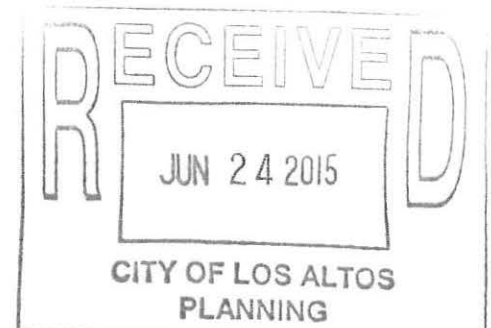 RECEIVED
JUN 24 2015
CITY OF LOS ALTOS
PLANNING